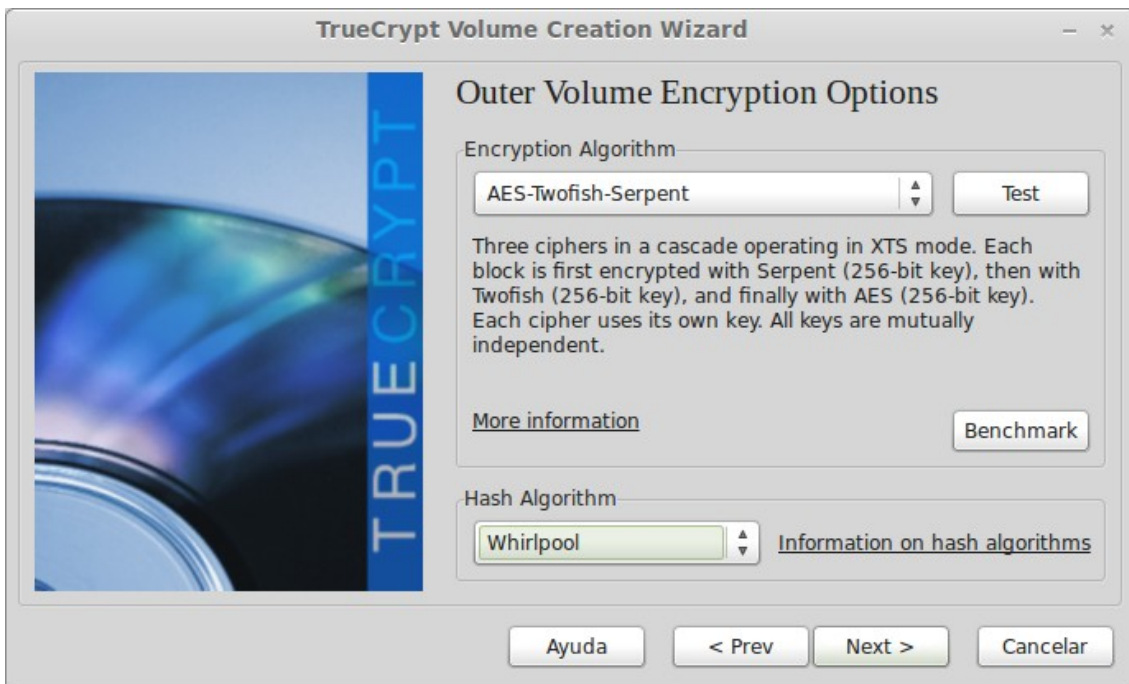 TrueCrypt Volume Creation Wizard
TRUECRYPT
Outer Volume Encryption Options
Encryption Algorithm
AES-Twofish-Serpent
Test
Three ciphers in a cascade operating in XTS mode. Each
block is first encrypted with Serpent (256-bit key), then with
Twofish (256-bit key), and finally with AES (256-bit key).
Each cipher uses its own key. All keys are mutually
independent.
More information
Benchmark
Hash Algorithm
Whirlpool
Information on hash algorithms
Ayuda
< Prev
Next >
Cancelar